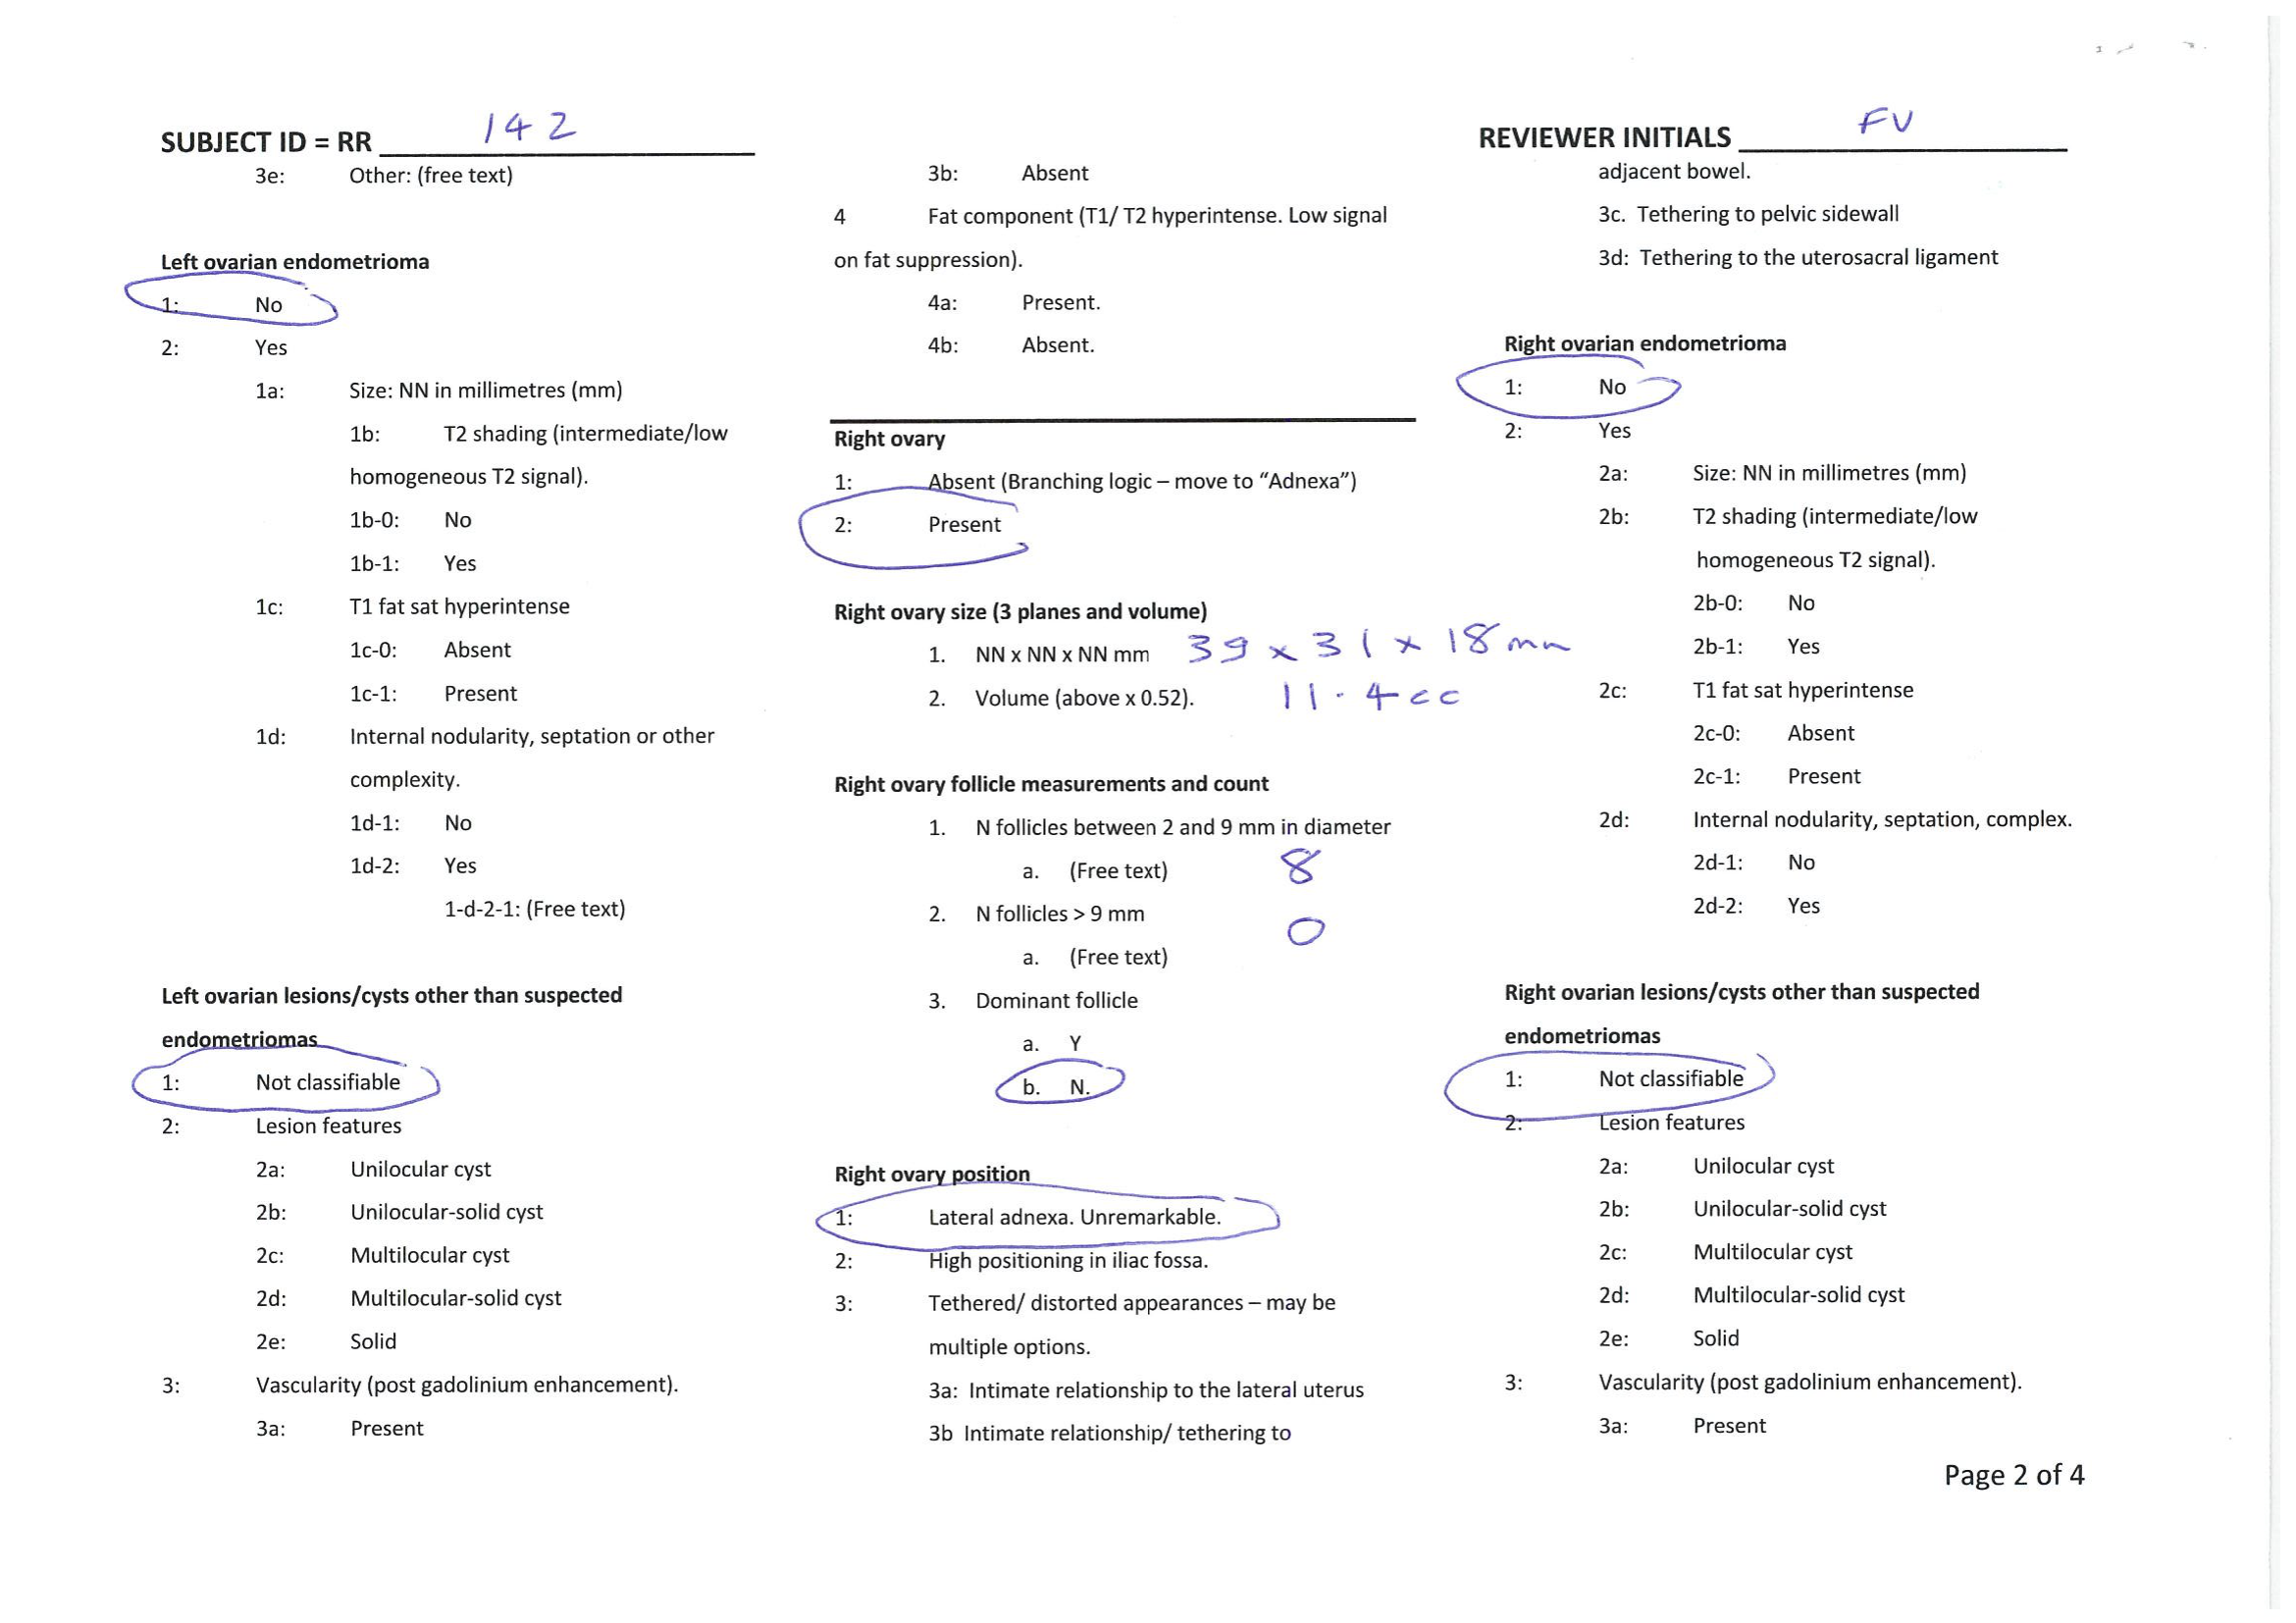 SUBJECT ID = RR 142
3e: Other: (free text)
Left ovarian endometrioma
1: No
2: Yes
1a: Size: NN in millimetres (mm)
1b: T2 shading (intermediate/low
homogeneous T2 signal).
1b-0: No
1b-1: Yes
1c: T1 fat sat hyperintense
1c-0: Absent
1c-1: Present
1d: Internal nodularity, septation or other
complexity.
1d-1: No
1d-2: Yes
1-d-2-1: (Free text)
Left ovarian lesions/cysts other than suspected
endometriomas
1: Not classifiable
2: Lesion features
2a: Unilocular cyst
2b: Unilocular-solid cyst
2c: Multilocular cyst
2d: Multilocular-solid cyst
2e: Solid
3: Vascularity (post gadolinium enhancement).
3a: Present
3b: Absent
4 Fat component (T1/ T2 hyperintense. Low signal
on fat suppression).
4a: Present.
4b: Absent.
Right ovary
1: Absent (Branching logic – move to “Adnexa”)
2: Present
Right ovary size (3 planes and volume)
1. NN x NN x NN mm 39 x 31 x 18 mm
2. Volume (above x 0.52). 11.4 cc
Right ovary follicle measurements and count
1. N follicles between 2 and 9 mm in diameter
a. (Free text) 8
2. N follicles > 9 mm
0
a. (Free text)
3. Dominant follicle
a. Y
b. N.
Right ovary position
1: Lateral adnexa. Unremarkable.
2: High positioning in iliac fossa.
3: Tethered/ distorted appearances – may be
multiple options.
3a: Intimate relationship to the lateral uterus
3b Intimate relationship/ tethering to
REVIEWER INITIALS FV
adjacent bowel.
3c. Tethering to pelvic sidewall
3d: Tethering to the uterosacral ligament
Right ovarian endometrioma
1: No
2: Yes
2a: Size: NN in millimetres (mm)
2b: T2 shading (intermediate/low
homogeneous T2 signal).
2b-0: No
2b-1: Yes
2c: T1 fat sat hyperintense
2c-0: Absent
2c-1: Present
2d: Internal nodularity, septation, complex.
2d-1: No
2d-2: Yes
Right ovarian lesions/cysts other than suspected
endometriomas
1: Not classifiable
2: Lesion features
2a: Unilocular cyst
2b: Unilocular-solid cyst
2c: Multilocular cyst
2d: Multilocular-solid cyst
2e: Solid
3: Vascularity (post gadolinium enhancement).
3a: Present
Page 2 of 4